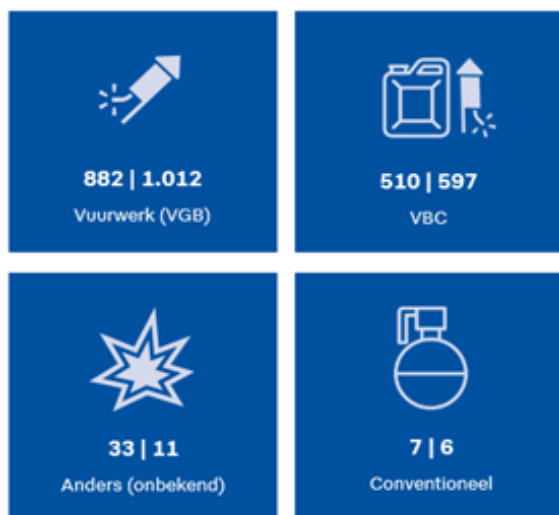 882 | 1.012
Vuurwerk (VGB)
510 | 597
VBC
33 | 11
Anders (onbekend)
7 | 6
Conventioneel